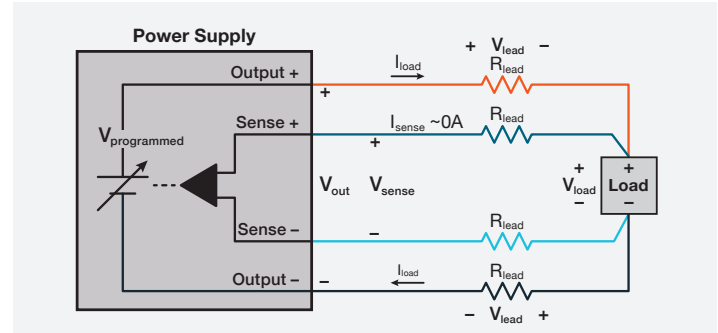 Power Supply
+ Vlead −
Iload
Rlead
Output +
+
Sense +
Isense ~0A
Rlead
+
Vprogrammed
Vout Vsense
+
Vload
−
+
Load
−
Sense −
−
Rlead
Output −
−
Iload
Rlead
− Vlead +